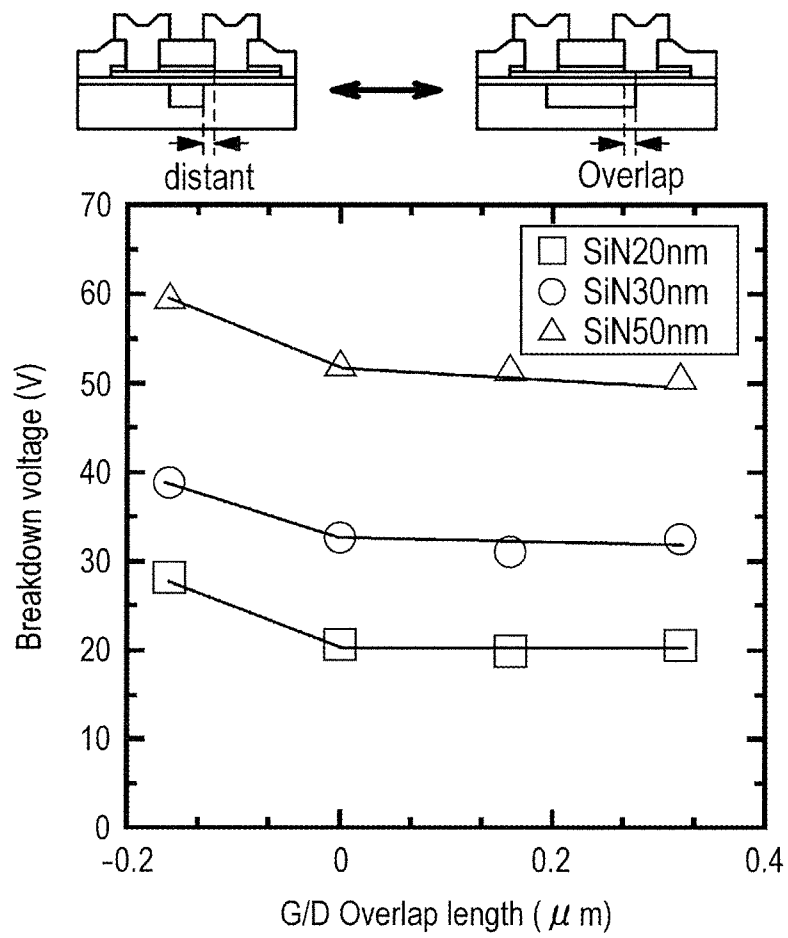 distant
Overlap
70
60
50
40
30
20
10
0
SiN20nm
SiN30nm
SiN50nm
Breakdown voltage (V)
-0.2
0
0.2
0.4
G/D Overlap length ( μ m)